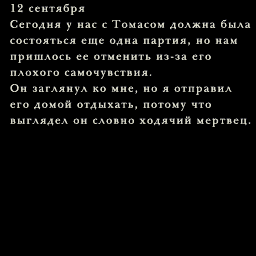 12 сентября
Сегодня у нас с Томасом должна была
состояться еще одна партия, но нам
пришлось ее отменить из-за его
плохого самочувствия.
Он заглянул ко мне, но я отправил
его домой отдыхать, потому что
выглядел он словно ходячий мертвец.